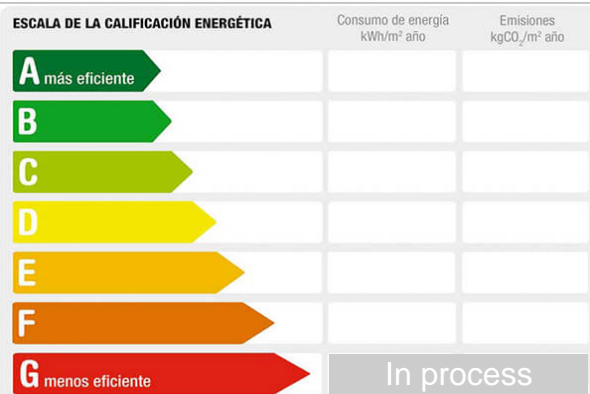 ESCALA DE LA CALIFICACIÓN ENERGÉTICA
Consumo de energía
kWh/m² año
Emisiones
kgCO₂/m² año
A más eficiente
B
C
D
E
F
G menos eficiente
In process